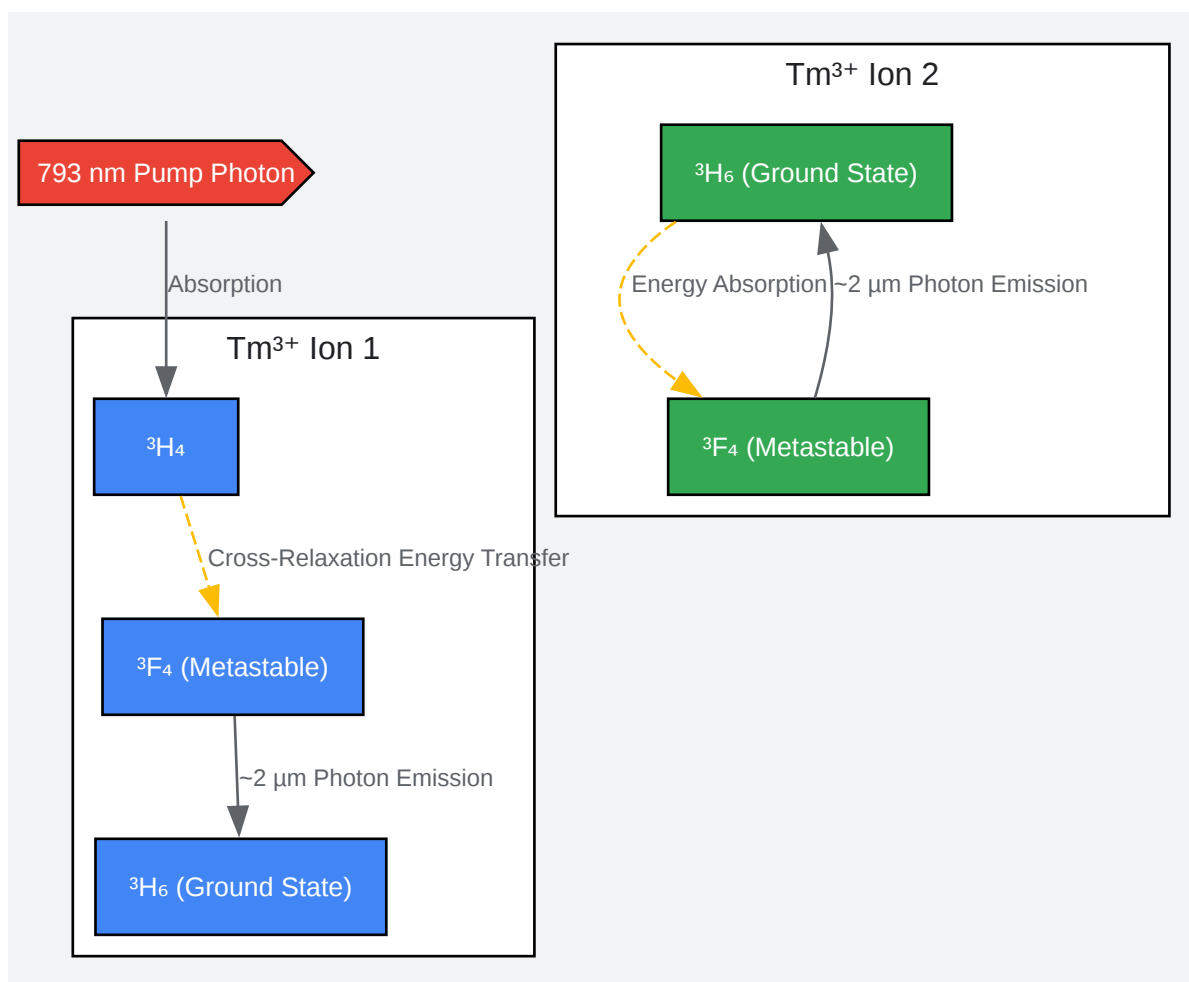 793 nm Pump Photon
Absorption
Tm³⁺ Ion 1
³H₄
Cross-Relaxation Energy Transfer
³F₄ (Metastable)
~2 µm Photon Emission
³H₆ (Ground State)
Tm³⁺ Ion 2
³H₆ (Ground State)
Energy Absorption
~2 µm Photon Emission
³F₄ (Metastable)